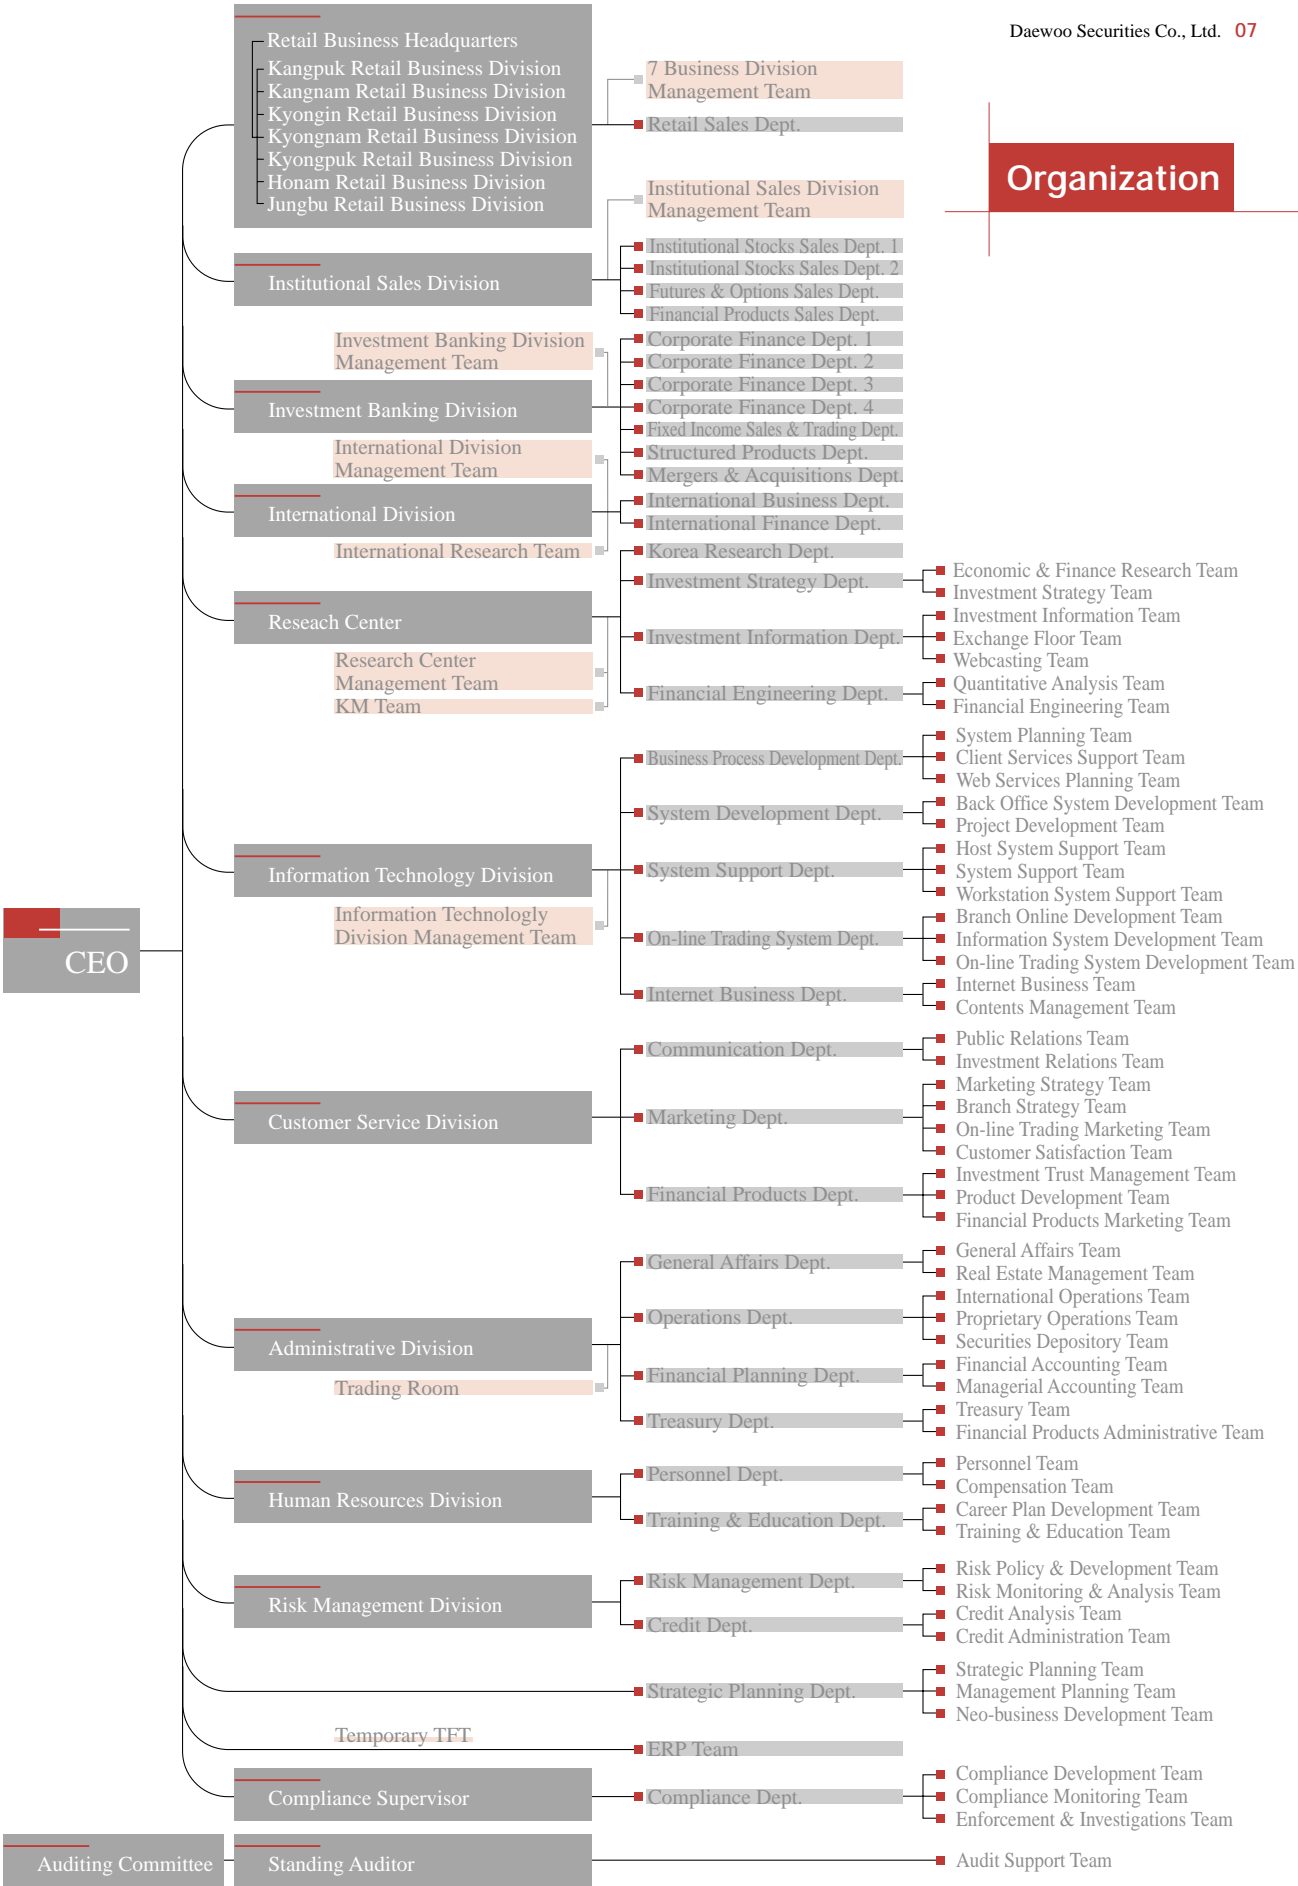 Daewoo Securities Co., Ltd. 07
Organization
Retail Business Headquarters
Kangpuk Retail Business Division
Kangnam Retail Business Division
Kyongin Retail Business Division
Kyongnam Retail Business Division
Kyongpuk Retail Business Division
Honam Retail Business Division
Jungbu Retail Business Division
7 Business Division
Management Team
Retail Sales Dept.
Institutional Sales Division
Management Team
Institutional Sales Division
Institutional Stocks Sales Dept. 1
Institutional Stocks Sales Dept. 2
Futures & Options Sales Dept.
Financial Products Sales Dept.
Investment Banking Division
Management Team
Investment Banking Division
Corporate Finance Dept. 1
Corporate Finance Dept. 2
Corporate Finance Dept. 3
Corporate Finance Dept. 4
Fixed Income Sales & Trading Dept.
Structured Products Dept.
Mergers & Acquisitions Dept.
International Division
Management Team
International Division
International Business Dept.
International Finance Dept.
International Research Team
Reseach Center
Korea Research Dept.
Investment Strategy Dept.
Economic & Finance Research Team
Investment Strategy Team
Investment Information Dept.
Investment Information Team
Exchange Floor Team
Webcasting Team
Research Center
Management Team
KM Team
Financial Engineering Dept.
Quantitative Analysis Team
Financial Engineering Team
CEO
Information Technology Division
Information Technologly
Division Management Team
Business Process Development Dept.
System Planning Team
Client Services Support Team
Web Services Planning Team
System Development Dept.
Back Office System Development Team
Project Development Team
System Support Dept.
Host System Support Team
System Support Team
Workstation System Support Team
On-line Trading System Dept.
Branch Online Development Team
Information System Development Team
On-line Trading System Development Team
Internet Business Dept.
Internet Business Team
Contents Management Team
Customer Service Division
Communication Dept.
Public Relations Team
Investment Relations Team
Marketing Dept.
Marketing Strategy Team
Branch Strategy Team
On-line Trading Marketing Team
Customer Satisfaction Team
Financial Products Dept.
Investment Trust Management Team
Product Development Team
Financial Products Marketing Team
Administrative Division
Trading Room
General Affairs Dept.
General Affairs Team
Real Estate Management Team
Operations Dept.
International Operations Team
Proprietary Operations Team
Securities Depository Team
Financial Planning Dept.
Financial Accounting Team
Managerial Accounting Team
Treasury Dept.
Treasury Team
Financial Products Administrative Team
Human Resources Division
Personnel Dept.
Personnel Team
Compensation Team
Training & Education Dept.
Career Plan Development Team
Training & Education Team
Risk Management Division
Risk Management Dept.
Risk Policy & Development Team
Risk Monitoring & Analysis Team
Credit Dept.
Credit Analysis Team
Credit Administration Team
Strategic Planning Dept.
Strategic Planning Team
Management Planning Team
Neo-business Development Team
Temporary TFT
ERP Team
Compliance Supervisor
Compliance Dept.
Compliance Development Team
Compliance Monitoring Team
Enforcement & Investigations Team
Auditing Committee
Standing Auditor
Audit Support Team